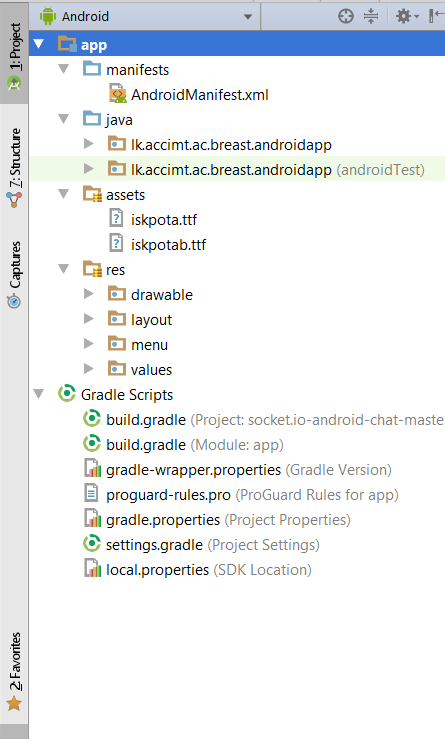 Android
1: Project
7: Structure
Captures
2: Favorites
app
manifests
AndroidManifest.xml
java
lk.accimt.ac.breast.androidapp
lk.accimt.ac.breast.androidapp (androidTest)
assets
iskpota.ttf
iskpotab.ttf
res
drawable
layout
menu
values
Gradle Scripts
build.gradle (Project: socket.io-android-chat-master
build.gradle (Module: app)
gradle-wrapper.properties (Gradle Version)
proguard-rules.pro (ProGuard Rules for app)
gradle.properties (Project Properties)
settings.gradle (Project Settings)
local.properties (SDK Location)